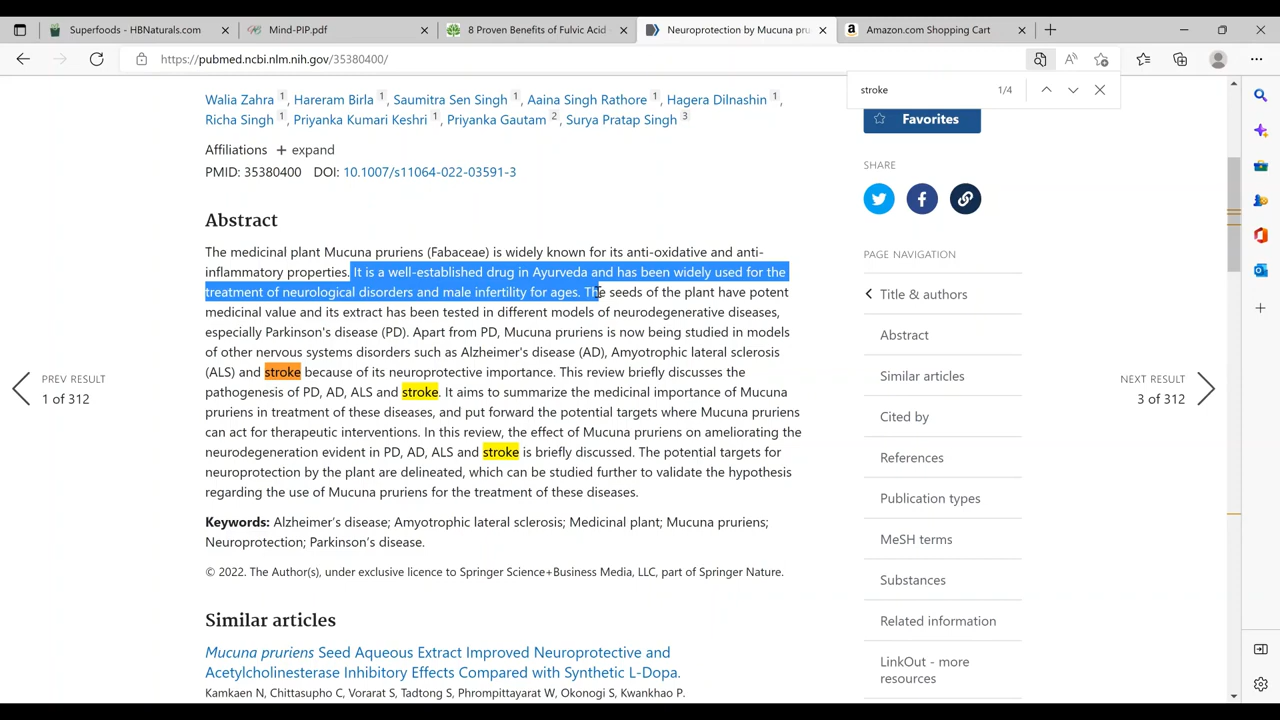 Superfoods - HBNaturals.com
Mind-PIP.pdf
8 Proven Benefits of Fulvic Acid
Neuroprotection by Mucuna pru
Amazon.com Shopping Cart
https://pubmed.ncbi.nlm.nih.gov/35380400/
stroke 1/4
Walia Zahra 1, Hareram Birla 1, Saumitra Sen Singh 1, Aaina Singh Rathore 1, Hagera Dilnashin 1,
Richa Singh 1, Priyanka Kumari Keshri 1, Priyanka Gautam 2, Surya Pratap Singh 3
Affiliations + expand
PMID: 35380400 DOI: 10.1007/s11064-022-03591-3
Abstract
The medicinal plant Mucuna pruriens (Fabaceae) is widely known for its anti-oxidative and anti-
inflammatory properties. It is a well-established drug in Ayurveda and has been widely used for the
treatment of neurological disorders and male infertility for ages. The seeds of the plant have potent
medicinal value and its extract has been tested in different models of neurodegenerative diseases,
especially Parkinson's disease (PD). Apart from PD, Mucuna pruriens is now being studied in models
of other nervous systems disorders such as Alzheimer's disease (AD), Amyotrophic lateral sclerosis
(ALS) and stroke because of its neuroprotective importance. This review briefly discusses the
pathogenesis of PD, AD, ALS and stroke. It aims to summarize the medicinal importance of Mucuna
pruriens in treatment of these diseases, and put forward the potential targets where Mucuna pruriens
can act for therapeutic interventions. In this review, the effect of Mucuna pruriens on ameliorating the
neurodegeneration evident in PD, AD, ALS and stroke is briefly discussed. The potential targets for
neuroprotection by the plant are delineated, which can be studied further to validate the hypothesis
regarding the use of Mucuna pruriens for the treatment of these diseases.
Keywords: Alzheimer's disease; Amyotrophic lateral sclerosis; Medicinal plant; Mucuna pruriens;
Neuroprotection; Parkinson's disease.
© 2022. The Author(s), under exclusive licence to Springer Science+Business Media, LLC, part of Springer Nature.
Similar articles
Mucuna pruriens Seed Aqueous Extract Improved Neuroprotective and
Acetylcholinesterase Inhibitory Effects Compared with Synthetic L-Dopa.
Kamkaen N, Chittasupho C, Vorarat S, Tadtong S, Phrompittayarat W, Okonogi S, Kwankhao P.
PREV RESULT
1 of 312
Favorites
SHARE
PAGE NAVIGATION
Title & authors
Abstract
Similar articles
Cited by
References
Publication types
MeSH terms
Substances
Related information
LinkOut - more
resources
NEXT RESULT
3 of 312